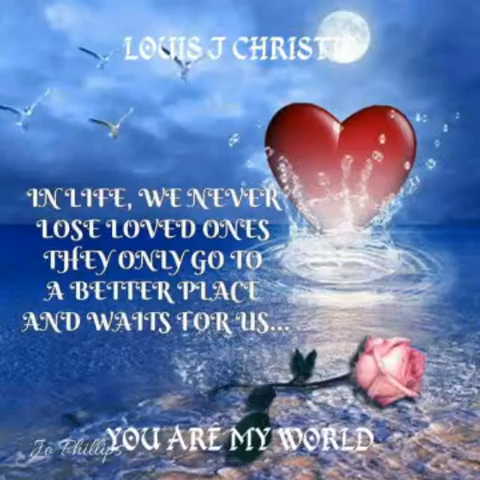 LOUIS J CHRISTIE
IN LIFE, WE NEVER
LOSE LOVED ONES
THEY ONLY GO TO
A BETTER PLACE
AND WAITS FOR US...
YOU ARE MY WORLD
Jo Phillips